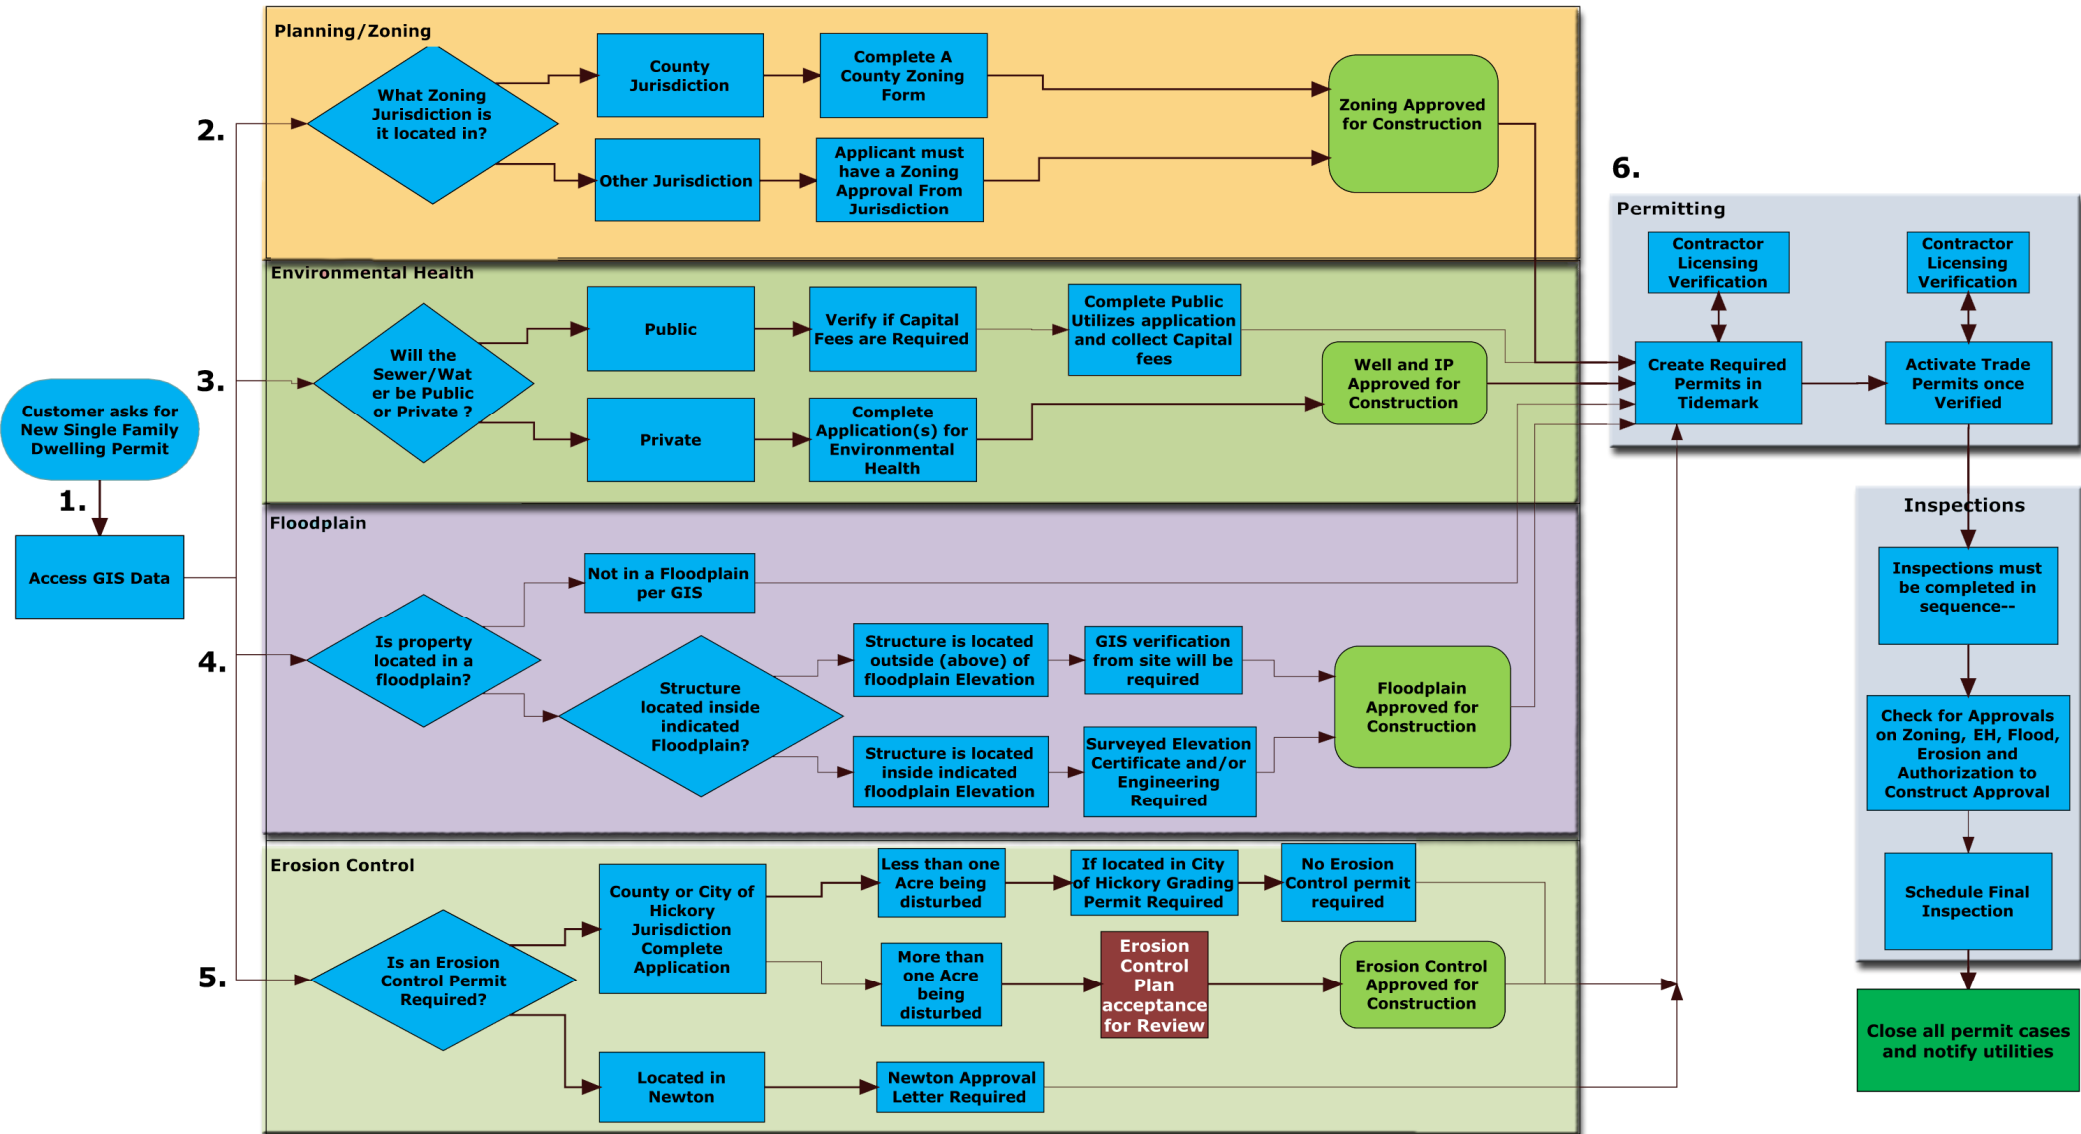 Planning/Zoning
What Zoning
Jurisdiction is
it located in?
County
Jurisdiction
Complete A
County Zoning
Form
Zoning Approved
for Construction
Other Jurisdiction
Applicant must
have a Zoning
Approval From
Jurisdiction
2.
Environmental Health
Will the
Sewer/Wat
er be Public
or Private ?
Public
Verify if Capital
Fees are Required
Complete Public
Utilizes application
and collect Capital
fees
Well and IP
Approved for
Construction
Private
Complete
Application(s) for
Environmental
Health
3.
Customer asks for
New Single Family
Dwelling Permit
1.
Access GIS Data
Floodplain
Is property
located in a
floodplain?
Not in a Floodplain
per GIS
Structure
located inside
indicated
Floodplain?
Structure is located
outside (above) of
floodplain Elevation
GIS verification
from site will be
required
Structure is located
inside indicated
floodplain Elevation
Surveyed Elevation
Certificate and/or
Engineering
Required
Floodplain
Approved for
Construction
4.
Erosion Control
Is an Erosion
Control Permit
Required?
County or City of
Hickory
Jurisdiction
Complete
Application
Less than one
Acre being
disturbed
If located in City
of Hickory Grading
Permit Required
No Erosion
Control permit
required
More than
one Acre
being
disturbed
Erosion
Control
Plan
acceptance
for Review
Erosion Control
Approved for
Construction
Located in
Newton
Newton Approval
Letter Required
5.
6.
Permitting
Contractor
Licensing
Verification
Contractor
Licensing
Verification
Create Required
Permits in
Tidemark
Activate Trade
Permits once
Verified
Inspections
Inspections must
be completed in
sequence--
Check for Approvals
on Zoning, EH, Flood,
Erosion and
Authorization to
Construct Approval
Schedule Final
Inspection
Close all permit cases
and notify utilities